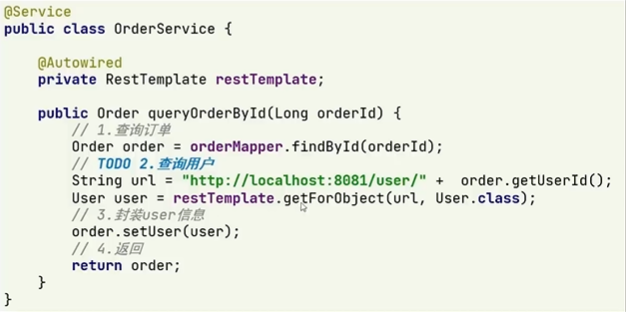 @Service
public class OrderService {
@Autowired
private RestTemplate restTemplate;
public Order queryOrderById(Long orderId) {
// 1.查询订单
Order order = orderMapper.findById(orderId);
// TODO 2.查询用户
String url = "http://localhost:8081/user/" + order.getUserId();
User user = restTemplate.getForObject(url, User.class);
// 3.封装user信息
order.setUser(user);
// 4.返回
return order;
}
}